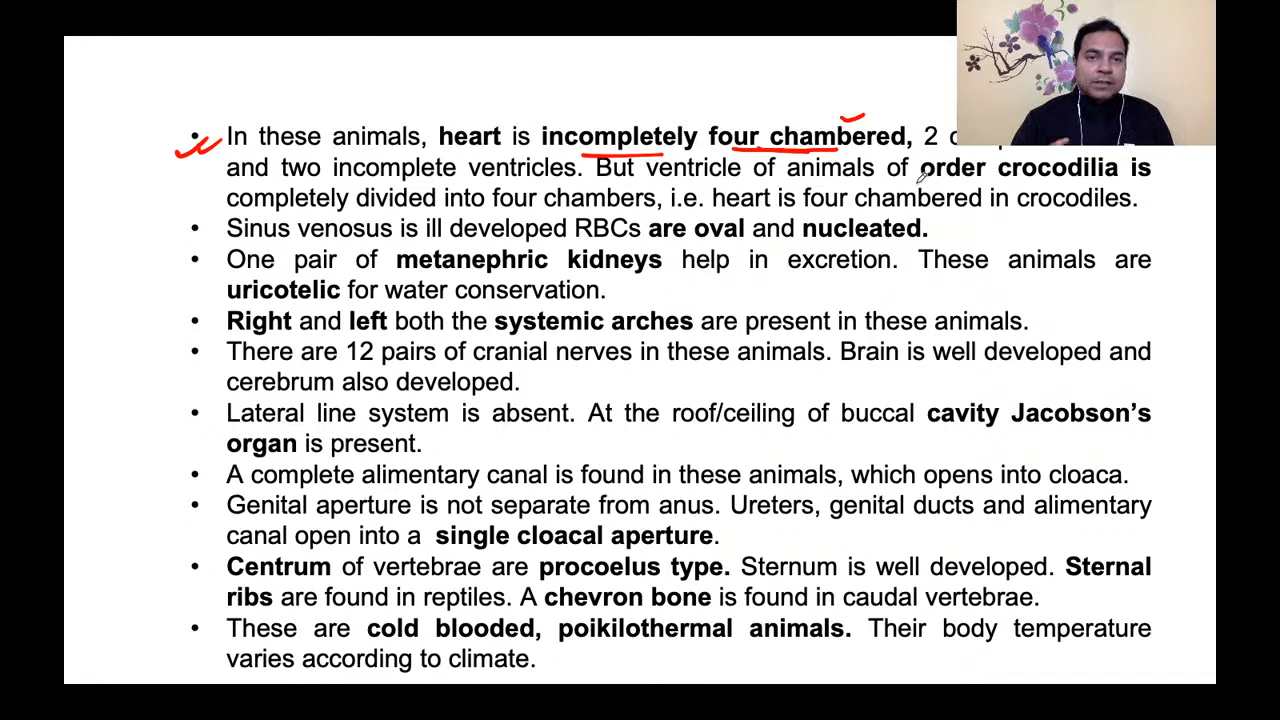 • In these animals, heart is incompletely four chambered, 2
and two incomplete ventricles. But ventricle of animals of order crocodilia is
completely divided into four chambers, i.e. heart is four chambered in crocodiles.
• Sinus venosus is ill developed RBCs are oval and nucleated.
• One pair of metanephric kidneys help in excretion. These animals are
uricotelic for water conservation.
• Right and left both the systemic arches are present in these animals.
• There are 12 pairs of cranial nerves in these animals. Brain is well developed and
cerebrum also developed.
• Lateral line system is absent. At the roof/ceiling of buccal cavity Jacobson's
organ is present.
• A complete alimentary canal is found in these animals, which opens into cloaca.
• Genital aperture is not separate from anus. Ureters, genital ducts and alimentary
canal open into a single cloacal aperture.
• Centrum of vertebrae are procoelus type. Sternum is well developed. Sternal
ribs are found in reptiles. A chevron bone is found in caudal vertebrae.
• These are cold blooded, poikilothermal animals. Their body temperature
varies according to climate.